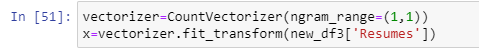 In [51]: vectorizer=CountVectorizer(ngram_range=(1,1))
x=vectorizer.fit_transform(new_df3['Resumes'])